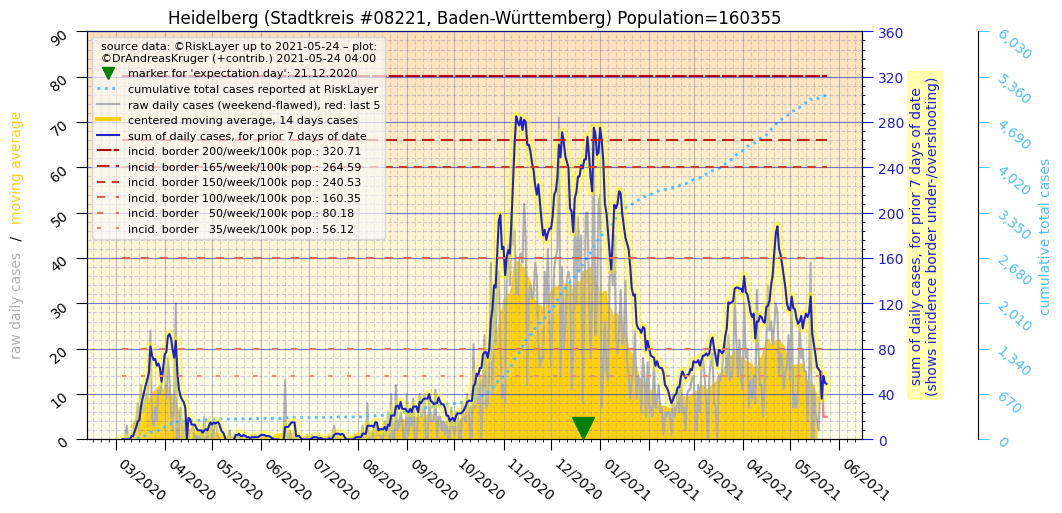 Heidelberg (Stadtkreis #08221, Baden-Württemberg) Population=160355
source data: ©RiskLayer up to 2021-05-24 – plot:
©DrAndreasKruger (+contrib.) 2021-05-24 04:00
marker for 'expectation day': 21.12.2020
cumulative total cases reported at RiskLayer
raw daily cases (weekend-flawed), red: last 5
centered moving average, 14 days cases
sum of daily cases, for prior 7 days of date
incid. border 200/week/100k pop.: 320.71
incid. border 165/week/100k pop.: 264.59
incid. border 150/week/100k pop.: 240.53
incid. border 100/week/100k pop.: 160.35
incid. border 50/week/100k pop.: 80.18
incid. border 35/week/100k pop.: 56.12
raw daily cases / moving average
90
80
70
60
50
40
30
20
10
0
03/2020
04/2020
05/2020
06/2020
07/2020
08/2020
09/2020
10/2020
11/2020
12/2020
01/2021
02/2021
03/2021
04/2021
05/2021
06/2021
360
320
280
240
200
160
120
80
40
0
sum of daily cases, for prior 7 days of date
(shows incidence border under-/overshooting)
6,030
5,360
4,690
4,020
3,350
2,680
2,010
1,340
670
0
cumulative total cases